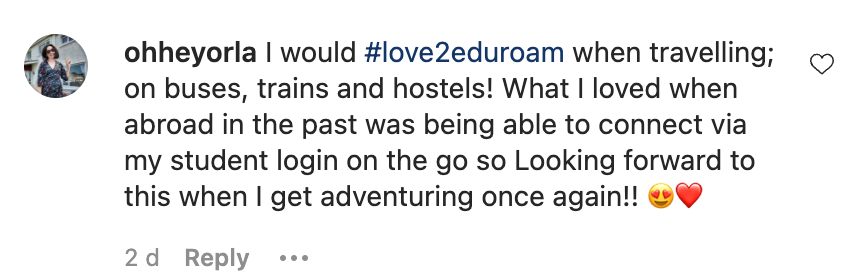 ohheyorla I would #love2eduroam when travelling;
on buses, trains and hostels! What I loved when
abroad in the past was being able to connect via
my student login on the go so Looking forward to
this when I get adventuring once again!! 😍❤️
2 d Reply ...